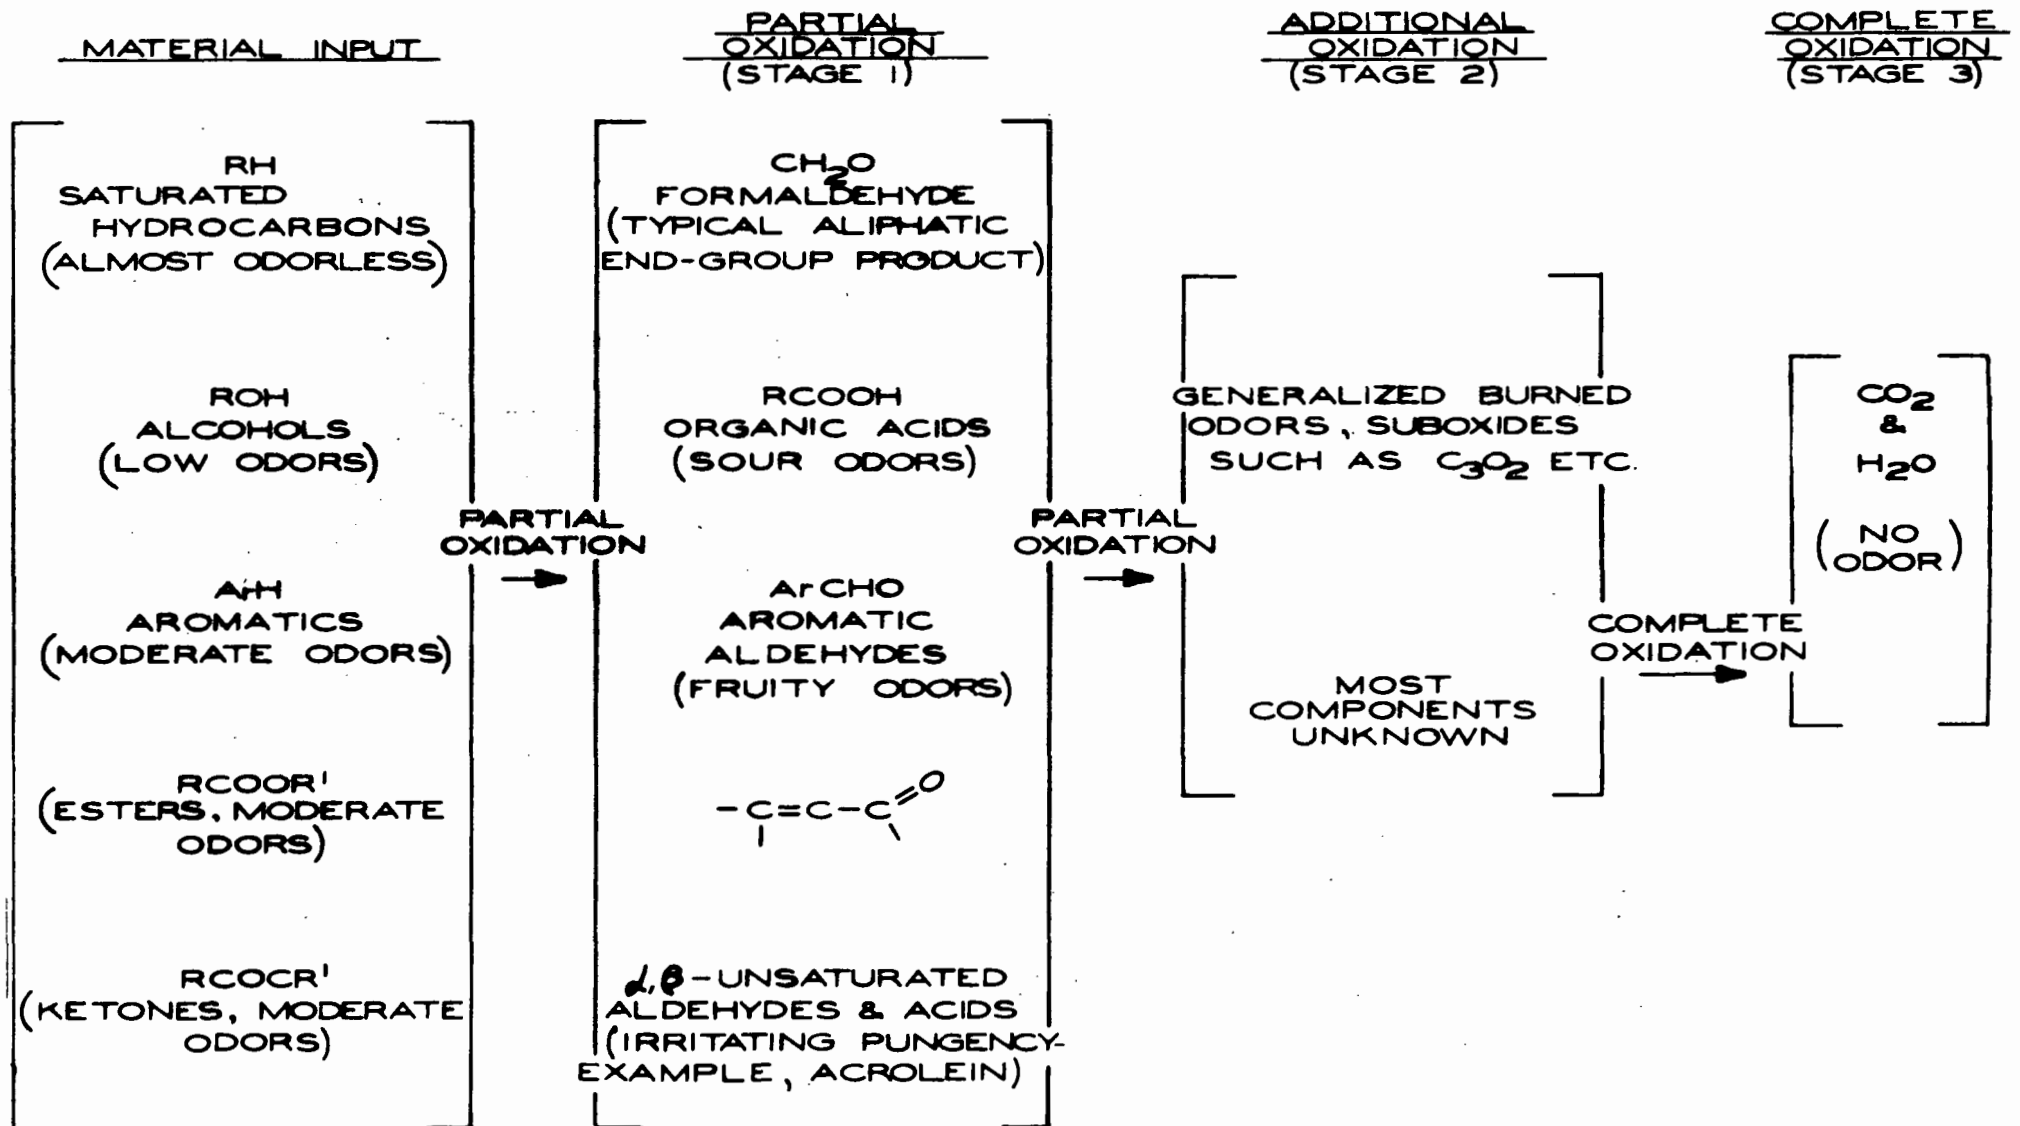 MATERIAL INPUT
PARTIAL
OXIDATION
(STAGE 1)
ADDITIONAL
OXIDATION
(STAGE 2)
COMPLETE
OXIDATION
(STAGE 3)
RH
SATURATED
HYDROCARBONS
(ALMOST ODORLESS)
ROH
ALCOHOLS
(LOW ODORS)
ArH
AROMATICS
(MODERATE ODORS)
RCOOR'
(ESTERS, MODERATE
ODORS)
RCOCR'
(KETONES, MODERATE
ODORS)
PARTIAL
OXIDATION
CH2O
FORMALDEHYDE
(TYPICAL ALIPHATIC
END-GROUP PRODUCT)
RCOOH
ORGANIC ACIDS
(SOUR ODORS)
ArCHO
AROMATIC
ALDEHYDES
(FRUITY ODORS)
-C=C-C=O
α,β-UNSATURATED
ALDEHYDES & ACIDS
(IRRITATING PUNGENCY-
EXAMPLE, ACROLEIN)
PARTIAL
OXIDATION
GENERALIZED BURNED
ODORS, SUBOXIDES
SUCH AS C3O2 ETC.
MOST
COMPONENTS
UNKNOWN
COMPLETE
OXIDATION
CO2
&
H2O
(NO
ODOR)